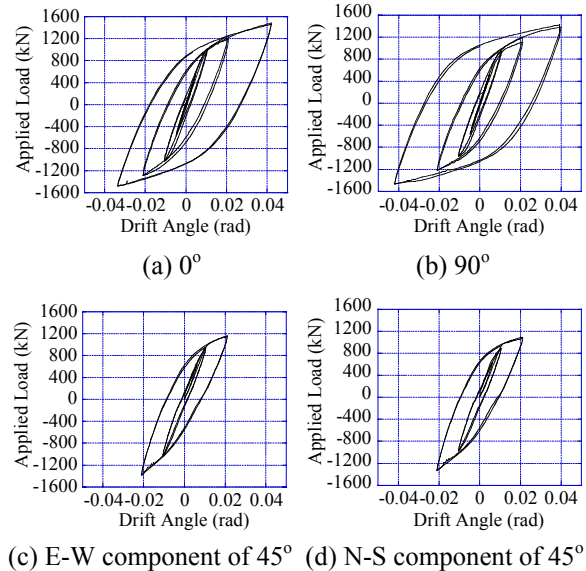 1600
1200
800
400
0
-400
-800
-1200
-1600
Applied Load (kN)
-0.04 -0.02 0 0.02 0.04
Drift Angle (rad)
(a) 0°
1600
1200
800
400
0
-400
-800
-1200
-1600
Applied Load (kN)
-0.04 -0.02 0 0.02 0.04
Drift Angle (rad)
(b) 90°
1600
1200
800
400
0
-400
-800
-1200
-1600
Applied Load (kN)
-0.04 -0.02 0 0.02 0.04
Drift Angle (rad)
(c) E-W component of 45°
1600
1200
800
400
0
-400
-800
-1200
-1600
Applied Load (kN)
-0.04 -0.02 0 0.02 0.04
Drift Angle (rad)
(d) N-S component of 45°